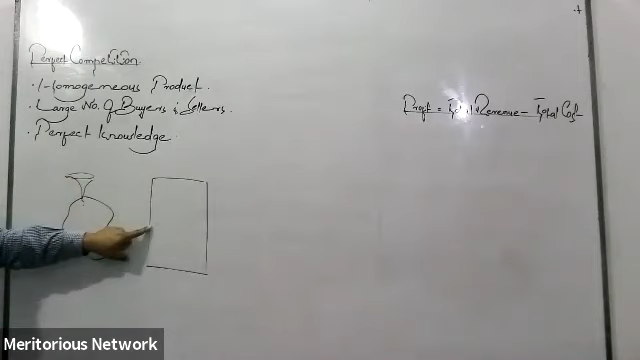 Perfect Competition
· Homogeneous Product.
· Large No. Of Buyers & Sellers.
· Perfect Knowledge.
Profit = Total Revenue - Total Cost
Meritorious Network